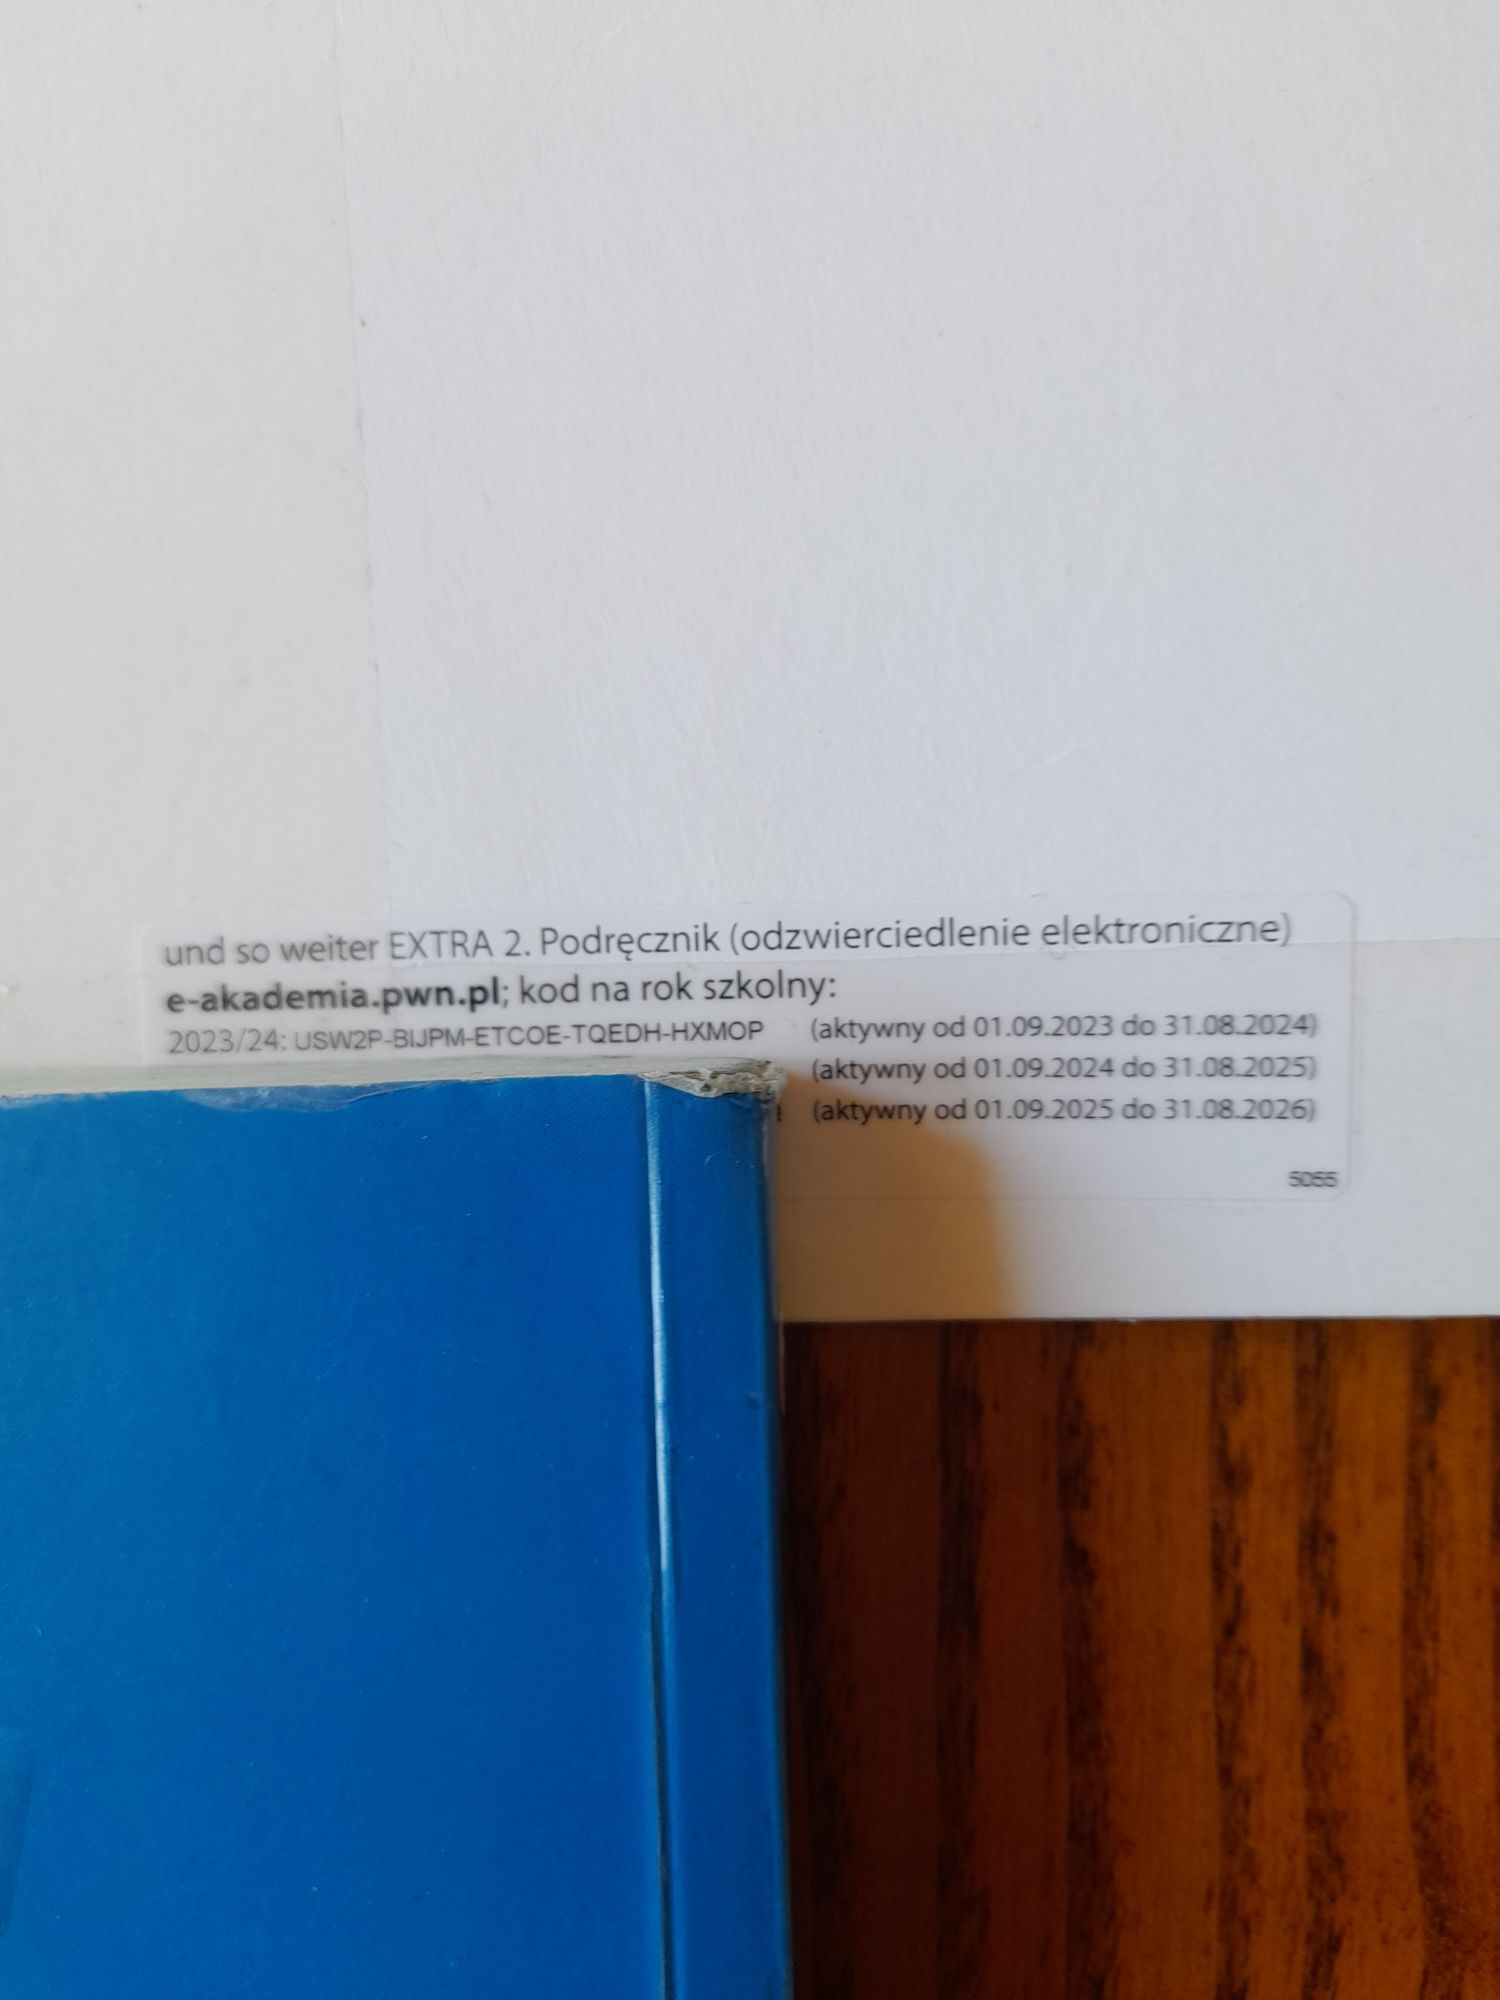 und so weiter EXTRA 2. Podręcznik (odzwierciedlenie elektroniczne)
e-akademia.pwn.pl; kod na rok szkolny:
2023/24: USW2P-BIJPM-ETCOE-TQEDH-HXMOP (aktywny od 01.09.2023 do 31.08.2024)
(aktywny od 01.09.2024 do 31.08.2025)
(aktywny od 01.09.2025 do 31.08.2026)
5055